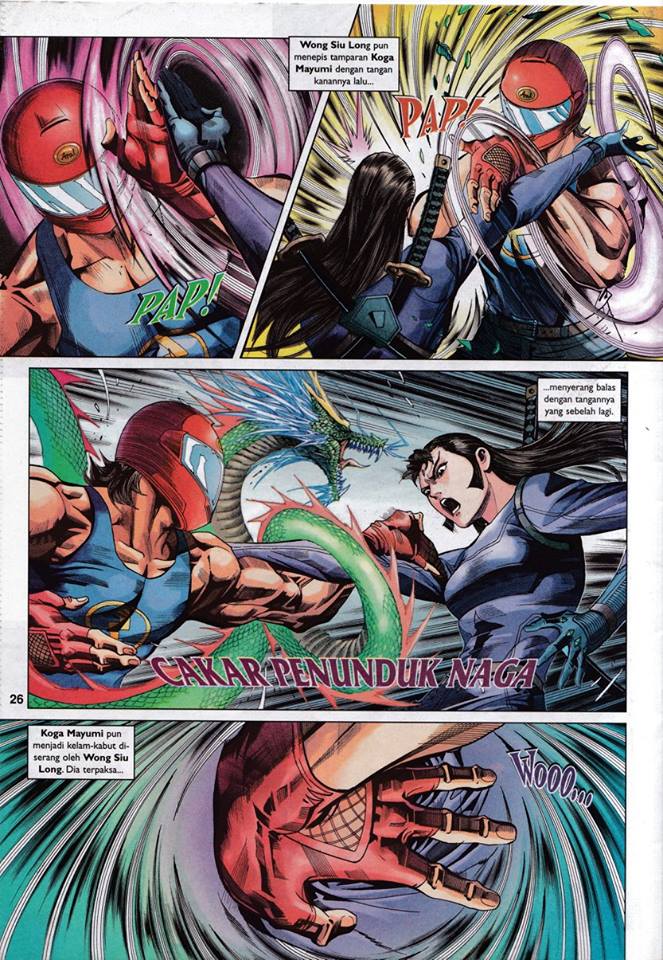 PAP!
Wong Siu Long pun
menepis tamparan Koga
Mayumi dengan tangan
kanannya lalu...
PAP!
...menyerang balas
dengan tangannya
yang sebelah lagi.
CAKAR PENUNDUK NAGA
26
Koga Mayumi pun
menjadi kelam-kabut di-
serang oleh Wong Siu
Long. Dia terpaksa...
WOOO...